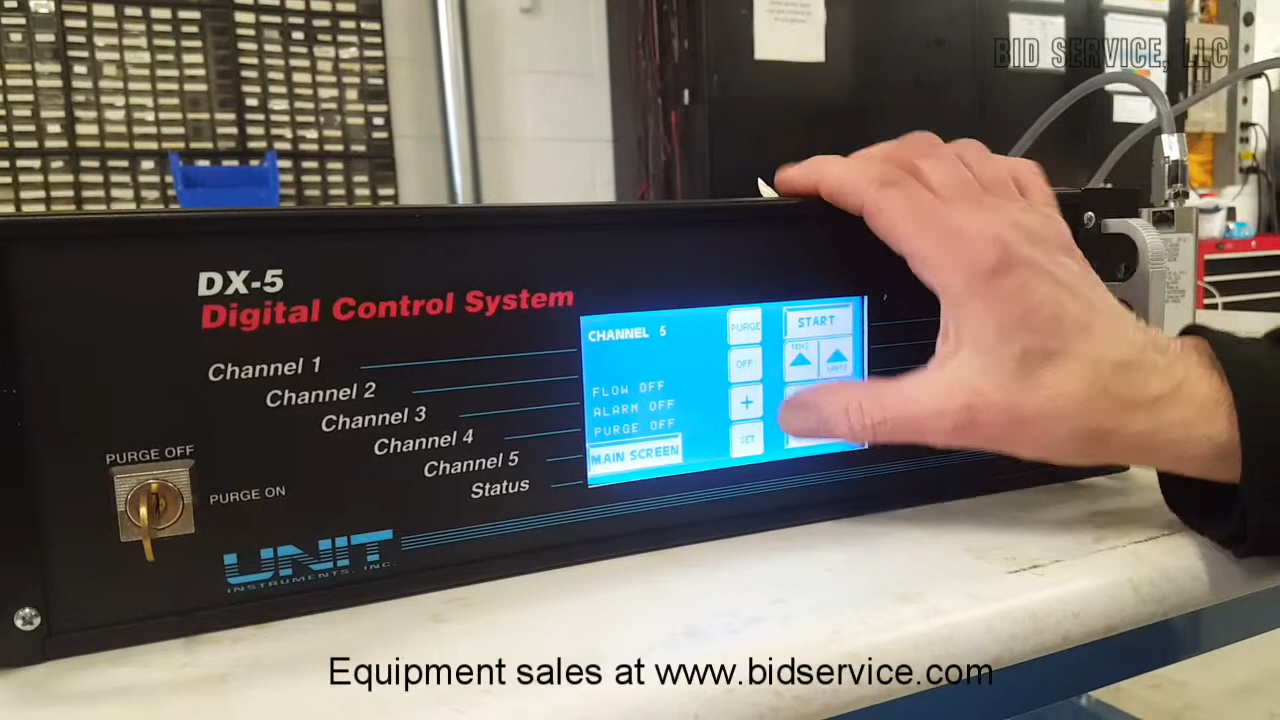 BID SERVICE, LLC
DX-5
Digital Control System
Channel 1
Channel 2
Channel 3
Channel 4
Channel 5
Status
PURGE OFF
PURGE ON
UNIT
INSTRUMENTS, INC.
CHANNEL 5
FLOW OFF
ALARM OFF
PURGE OFF
MAIN SCREEN
PURGE
OFF
+
SET
START
TENS
UNITS
Equipment sales at www.bidservice.com